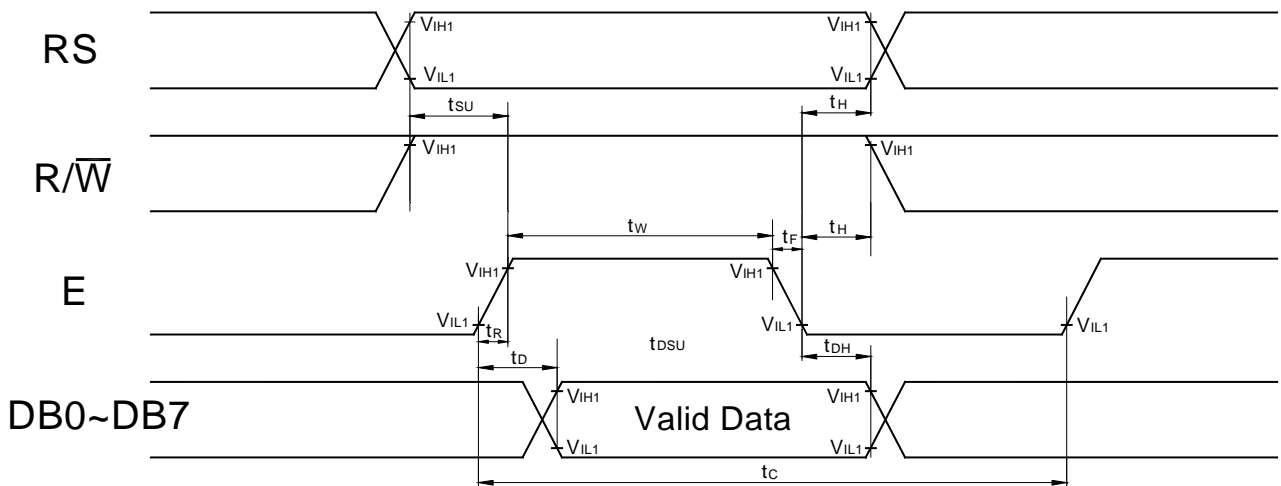 RS
VIH1
VIH1
VIL1
VIL1
tSU
tH
R/W̅
VIH1
VIH1
tW
tF
tH
E
VIH1
VIH1
VIL1
VIL1
VIL1
tR
tD
tDSU
tDH
DB0~DB7
VIH1
Valid Data
VIH1
VIL1
VIL1
tC